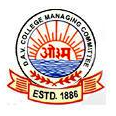 D.A.V. COLLEGE MANAGING COMMITTEE
ओ३म्
ESTD. 1886